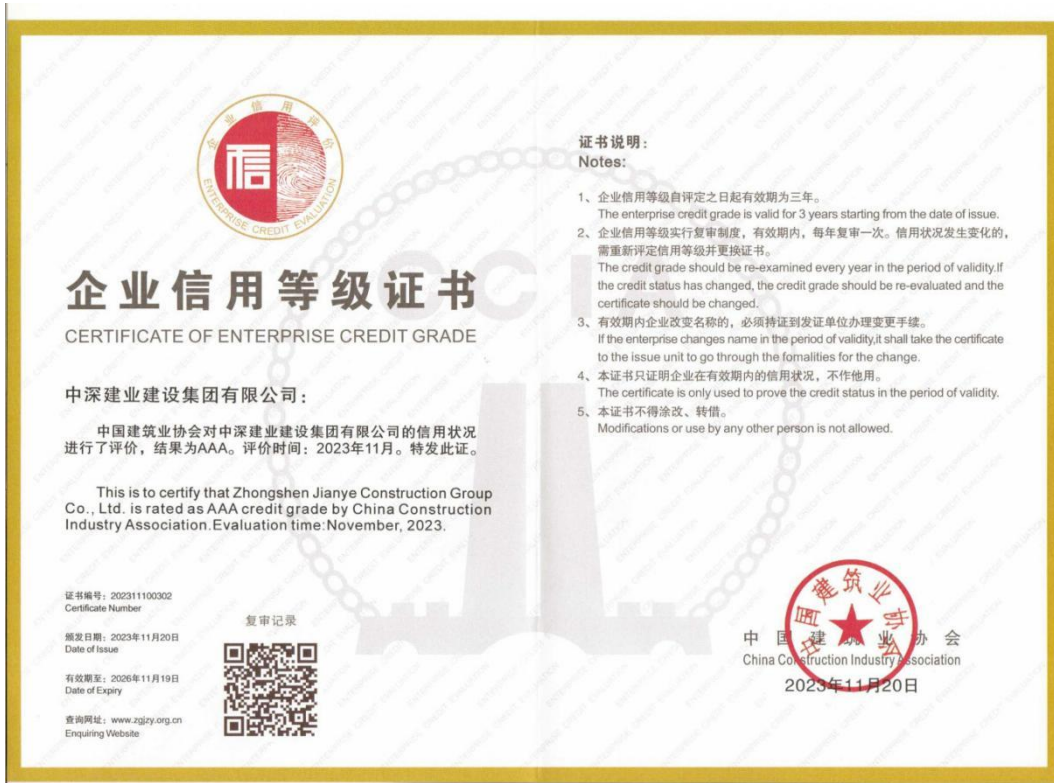 企业信用评价
信
ENTERPRISE CREDIT EVALUATION
企业信用等级证书
CERTIFICATE OF ENTERPRISE CREDIT GRADE
中深建业建设集团有限公司：
中国建筑业协会对中深建业建设集团有限公司的信用状况
进行了评价，结果为AAA。评价时间：2023年11月。特发此证。
This is to certify that Zhongshen Jianye Construction Group
Co., Ltd. is rated as AAA credit grade by China Construction
Industry Association.Evaluation time:November, 2023.
证书编号：202311100302
Certificate Number
颁发日期：2023年11月20日
Date of Issue
有效期至：2026年11月19日
Date of Expiry
查询网址：www.zgjzy.org.cn
Enquiring Website
复审记录
证书说明：
Notes:
1、企业信用等级自评定之日起有效期为三年。
The enterprise credit grade is valid for 3 years starting from the date of issue.
2、企业信用等级实行复审制度，有效期内，每年复审一次。信用状况发生变化的，
需重新评定信用等级并更换证书。
The credit grade should be re-examined every year in the period of validity.If
the credit status has changed, the credit grade should be re-evaluated and the
certificate should be changed.
3、有效期内企业改变名称的，必须持证到发证单位办理变更手续。
If the enterprise changes name in the period of validity,it shall take the certificate
to the issue unit to go through the fomalities for the change.
4、本证书只证明企业在有效期内的信用状况，不作他用。
The certificate is only used to prove the credit status in the period of validity.
5、本证书不得涂改、转借。
Modifications or use by any other person is not allowed.
中国建筑业协会
中国建筑业协会
China Construction Industry Association
2023年11月20日